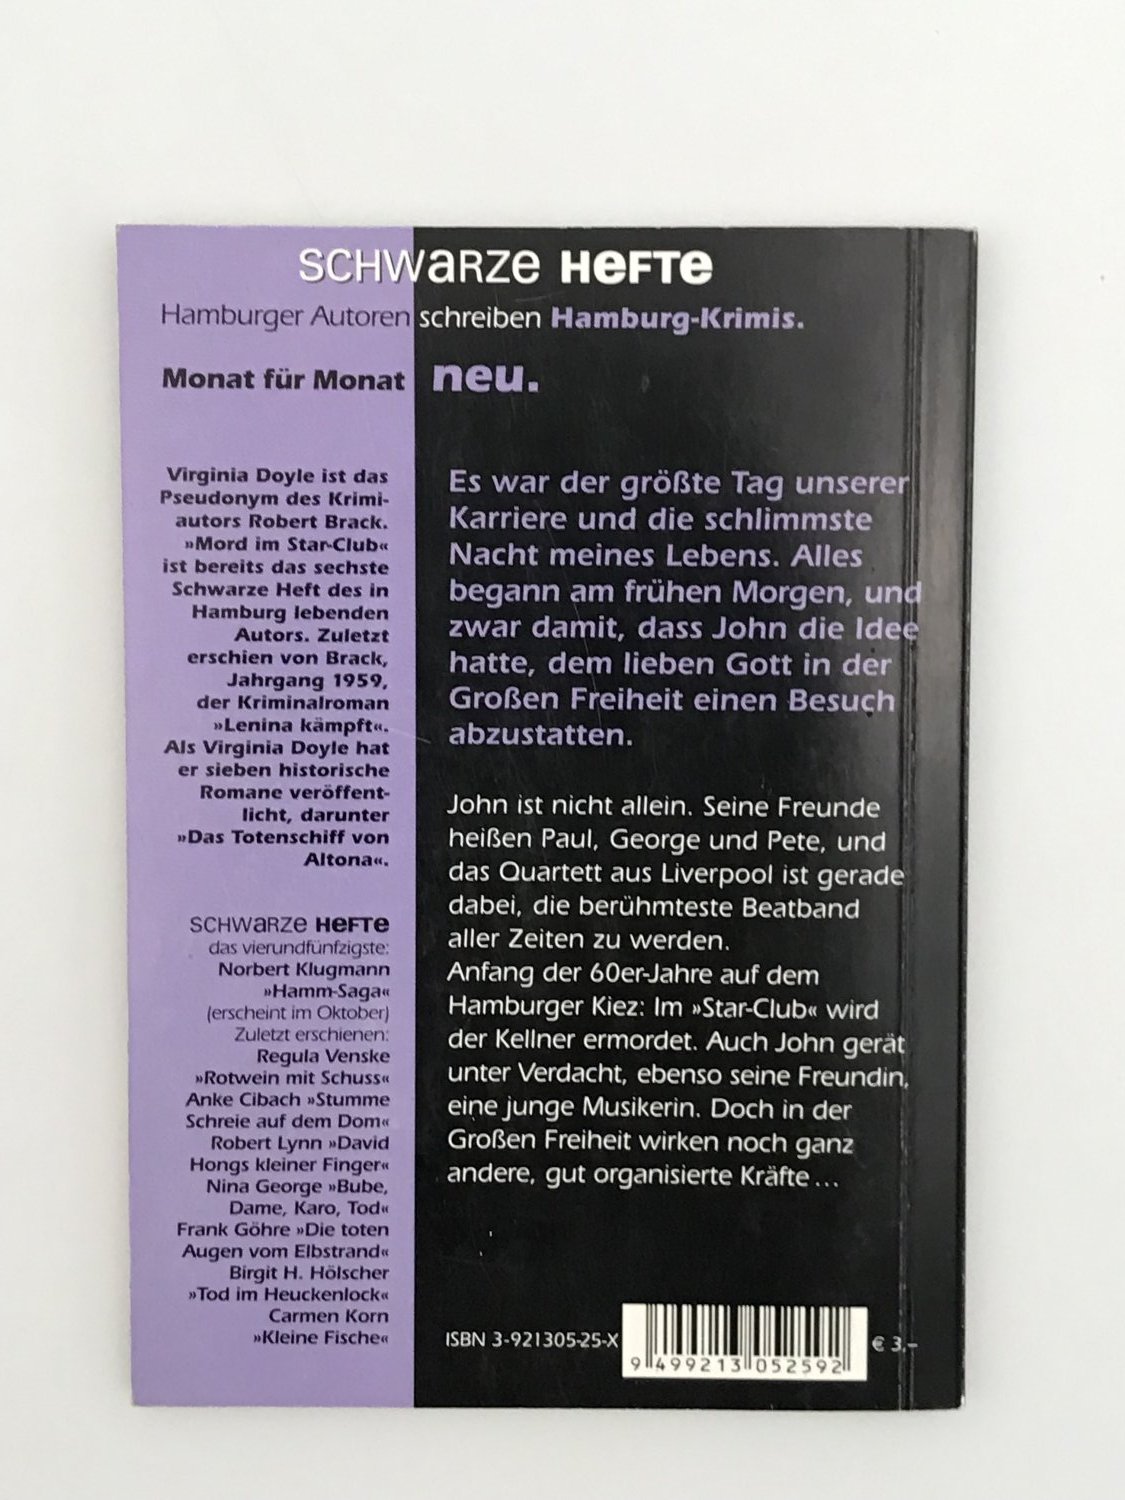 SCHWaRZe HeFTe
Hamburger Autoren schreiben Hamburg-Krimis.
Monat für Monat neu.
Virginia Doyle ist das
Pseudonym des Krimi-
autors Robert Brack.
»Mord im Star-Club«
ist bereits das sechste
Schwarze Heft des in
Hamburg lebenden
Autors. Zuletzt
erschien von Brack,
Jahrgang 1959,
der Kriminalroman
»Lenina kämpft«.
Als Virginia Doyle hat
er sieben historische
Romane veröffent-
licht, darunter
»Das Totenschiff von
Altona«.
SCHWaRZe HeFTe
das vierundfünfzigste:
Norbert Klugmann
»Hamm-Saga«
(erscheint im Oktober)
Zuletzt erschienen:
Regula Venske
»Rotwein mit Schuss«
Anke Cibach »Stumme
Schreie auf dem Dom«
Robert Lynn »David
Hongs kleiner Finger«
Nina George »Bube,
Dame, Karo, Tod«
Frank Göhre »Die toten
Augen vom Elbstrand«
Birgit H. Hölscher
»Tod im Heuckenlock«
Carmen Korn
»Kleine Fische«
Es war der größte Tag unserer
Karriere und die schlimmste
Nacht meines Lebens. Alles
begann am frühen Morgen, und
zwar damit, dass John die Idee
hatte, dem lieben Gott in der
Großen Freiheit einen Besuch
abzustatten.
John ist nicht allein. Seine Freunde
heißen Paul, George und Pete, und
das Quartett aus Liverpool ist gerade
dabei, die berühmteste Beatband
aller Zeiten zu werden.
Anfang der 60er-Jahre auf dem
Hamburger Kiez: Im »Star-Club« wird
der Kellner ermordet. Auch John gerät
unter Verdacht, ebenso seine Freundin,
eine junge Musikerin. Doch in der
Großen Freiheit wirken noch ganz
andere, gut organisierte Kräfte ...
ISBN 3-921305-25-X
9 499213 052592
€ 3,–